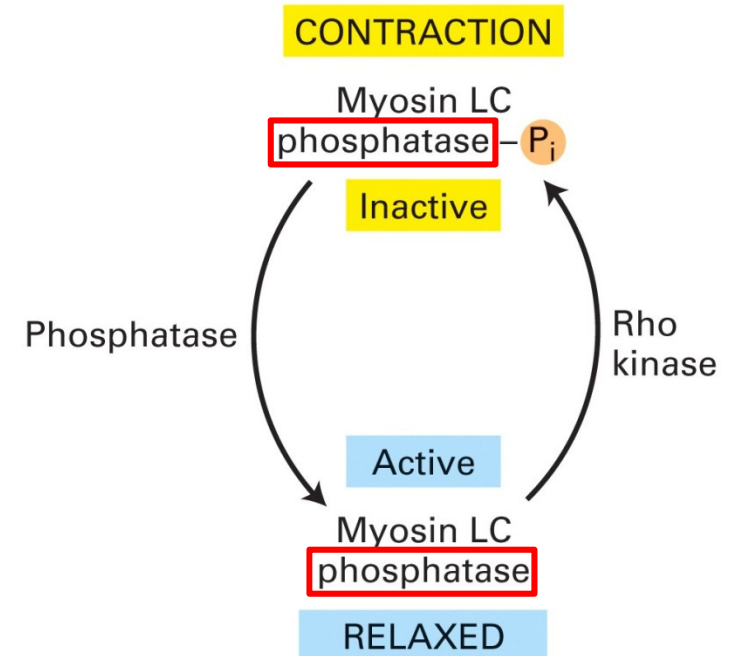 CONTRACTION
Myosin LC
phosphatase – Pi
Inactive
Phosphatase
Rho
kinase
Active
Myosin LC
phosphatase
RELAXED